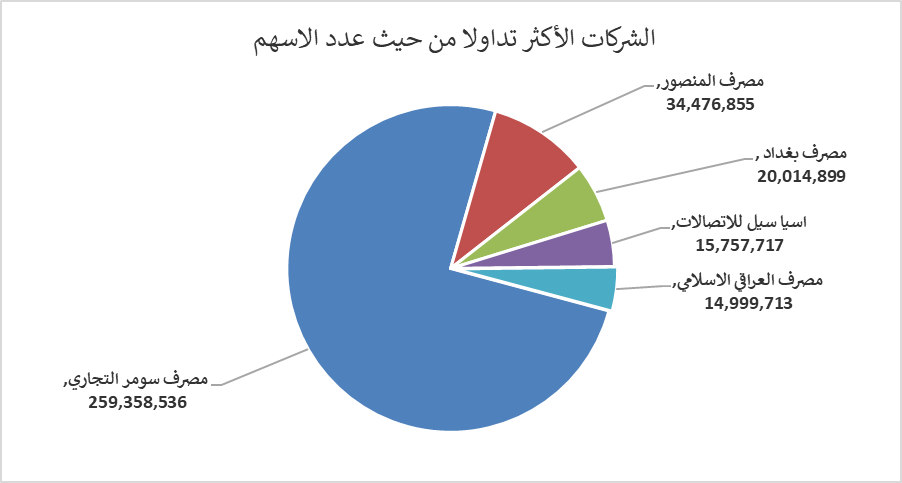 الشركات الأكثر تداولا من حيث عدد الاسهم
مصرف المنصور,
34,476,855
مصرف بغداد ,
20,014,899
اسيا سيل للاتصالات,
15,757,717
مصرف العراقي الاسلامي,
14,999,713
مصرف سومر التجاري,
259,358,536